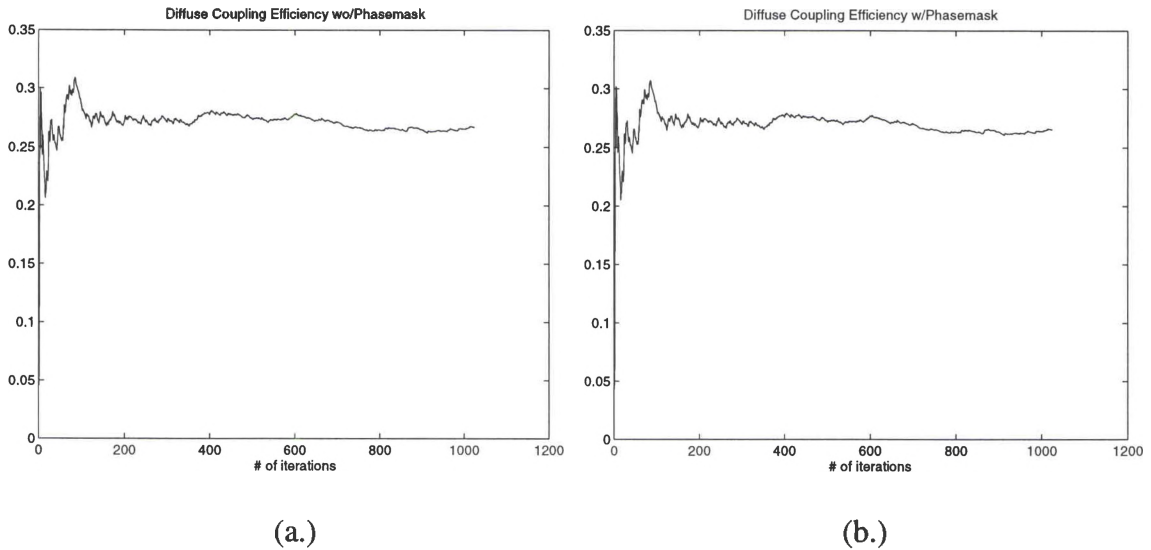 Diffuse Coupling Efficiency wo/Phasemask
0.35
0.3
0.25
0.2
0.15
0.1
0.05
0
0 200 400 600 800 1000 1200
# of iterations
(a.)
Diffuse Coupling Efficiency w/Phasemask
0.35
0.3
0.25
0.2
0.15
0.1
0.05
0
0 200 400 600 800 1000 1200
# of iterations
(b.)